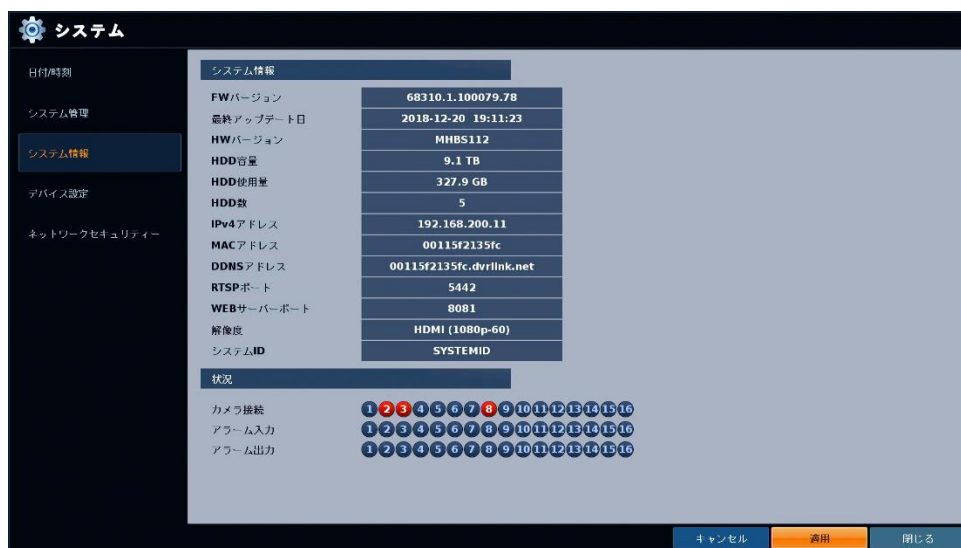 システム
日付/時刻
システム管理
システム情報
デバイス設定
ネットワークセキュリティー
システム情報
FWバージョン 68310.1.100079.78
最終アップデート日 2018-12-20 19:11:23
HWバージョン MHBS112
HDD容量 9.1 TB
HDD使用量 327.9 GB
HDD数 5
IPv4アドレス 192.168.200.11
MACアドレス 00115f2135fc
DDNSアドレス 00115f2135fc.dvrlink.net
RTSPポート 5442
WEBサーバーポート 8081
解像度 HDMI (1080p-60)
システムID SYSTEMID
状況
カメラ接続 1 2 3 4 5 6 7 8 9 10 11 12 13 14 15 16
アラーム入力 1 2 3 4 5 6 7 8 9 10 11 12 13 14 15 16
アラーム出力 1 2 3 4 5 6 7 8 9 10 11 12 13 14 15 16
キャンセル 適用 閉じる